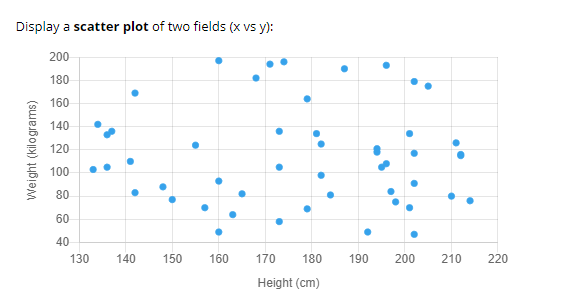 Display a scatter plot of two fields (x vs y):
200
180
160
140
120
100
80
60
40
Weight (kilograms)
130 140 150 160 170 180 190 200 210 220
Height (cm)